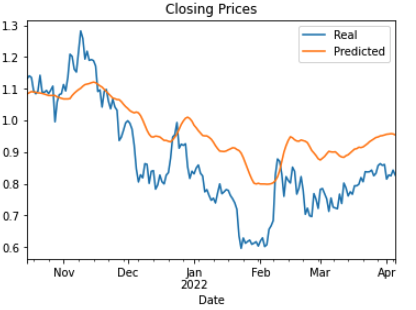 Closing Prices
Real
Predicted
1.3
1.2
1.1
1.0
0.9
0.8
0.7
0.6
Nov Dec Jan Feb Mar Apr
2022
Date